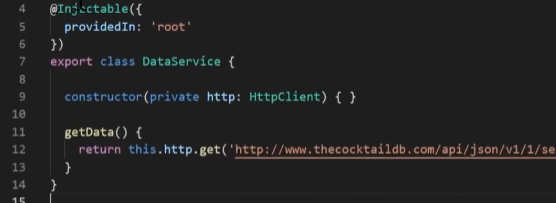 4 @Injectable({
5 providedIn: 'root'
6 })
7 export class DataService {
8
9 constructor(private http: HttpClient) { }
10
11 getData() {
12 return this.http.get('http://www.thecocktaildb.com/api/json/v1/1/se
13 }
14 }
15